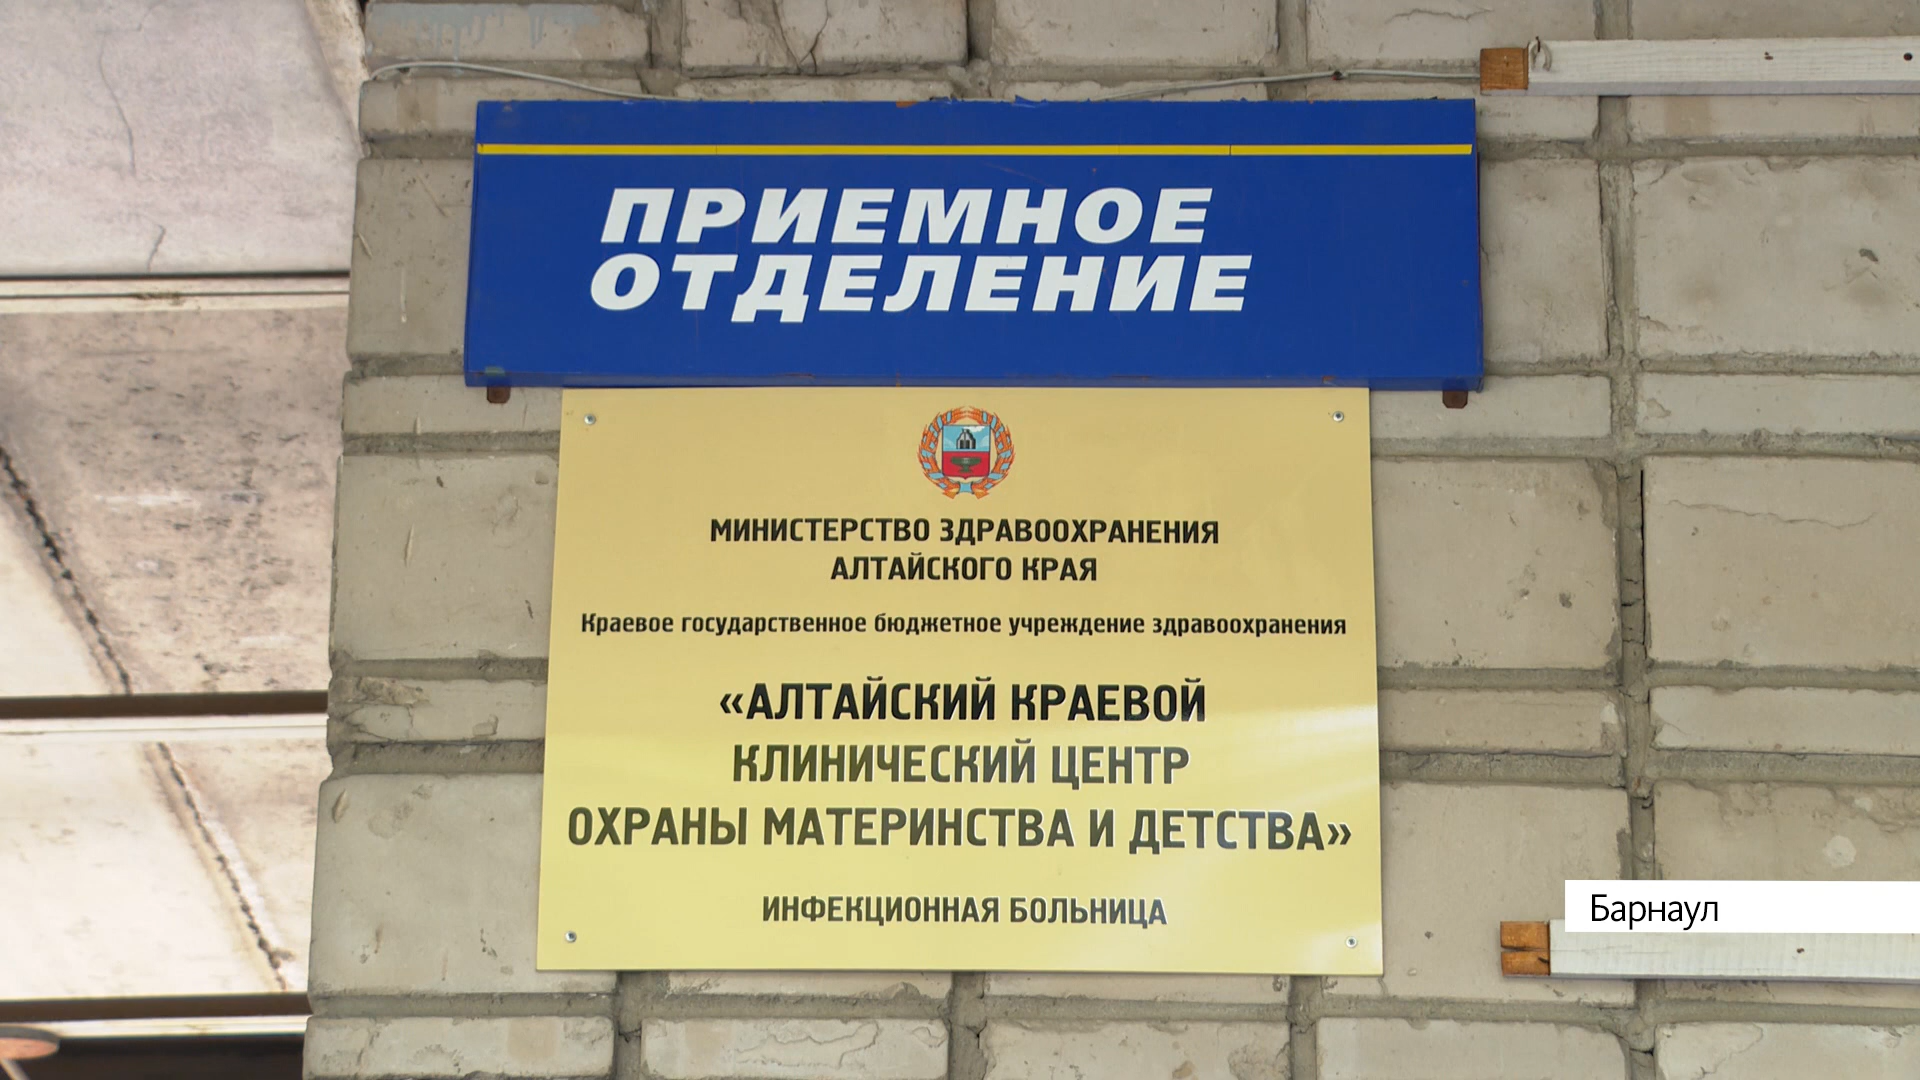 ПРИЕМНОЕ
ОТДЕЛЕНИЕ
МИНИСТЕРСТВО ЗДРАВООХРАНЕНИЯ
АЛТАЙСКОГО КРАЯ
Краевое государственное бюджетное учреждение здравоохранения
«АЛТАЙСКИЙ КРАЕВОЙ
КЛИНИЧЕСКИЙ ЦЕНТР
ОХРАНЫ МАТЕРИНСТВА И ДЕТСТВА»
ИНФЕКЦИОННАЯ БОЛЬНИЦА
Барнаул